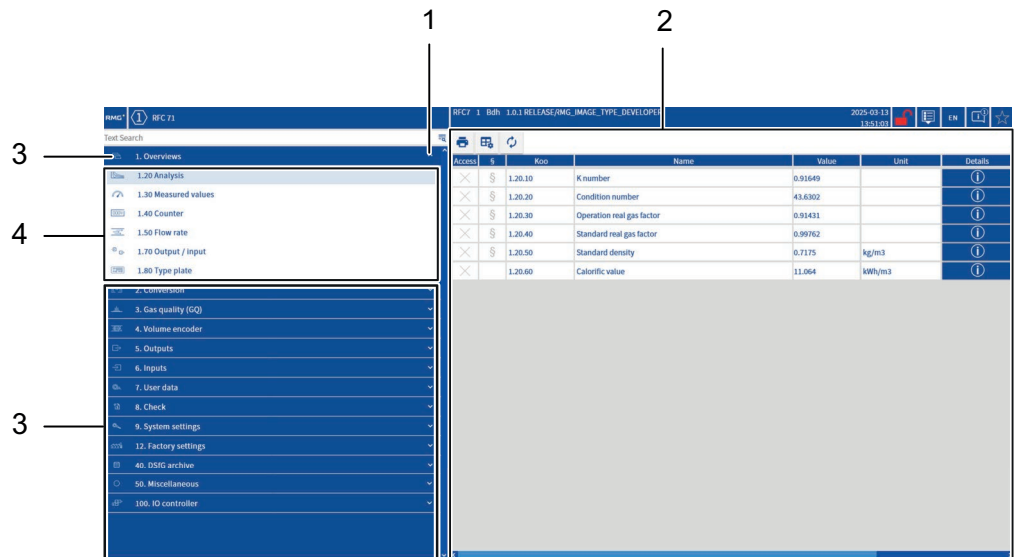 1
2
RMG 1 RFC 71
RFC7 1 Bdh 1.0.1 RELEASE/IMG_IMAGE_TYPE_DEVELOPER
2025-03-13
13:51:03
EN
Text Search
3
1. Overviews
4
1.20 Analysis
1.30 Measured values
1.40 Counter
1.50 Flow rate
1.70 Output / input
1.80 Type plate
3
2. Conversion
3. Gas quality (GQ)
4. Volume encoder
5. Outputs
6. Inputs
7. User data
8. Check
9. System settings
12. Factory settings
40. DSfG archive
50. Miscellaneous
100. IO controller
Access § Koo Name Value Unit Details
§ 1.20.10 K number 0.91649
§ 1.20.20 Condition number 43.6302
§ 1.20.30 Operation real gas factor 0.91431
§ 1.20.40 Standard real gas factor 0.99762
§ 1.20.50 Standard density 0.7175 kg/m3
1.20.60 Calorific value 11.064 kWh/m3